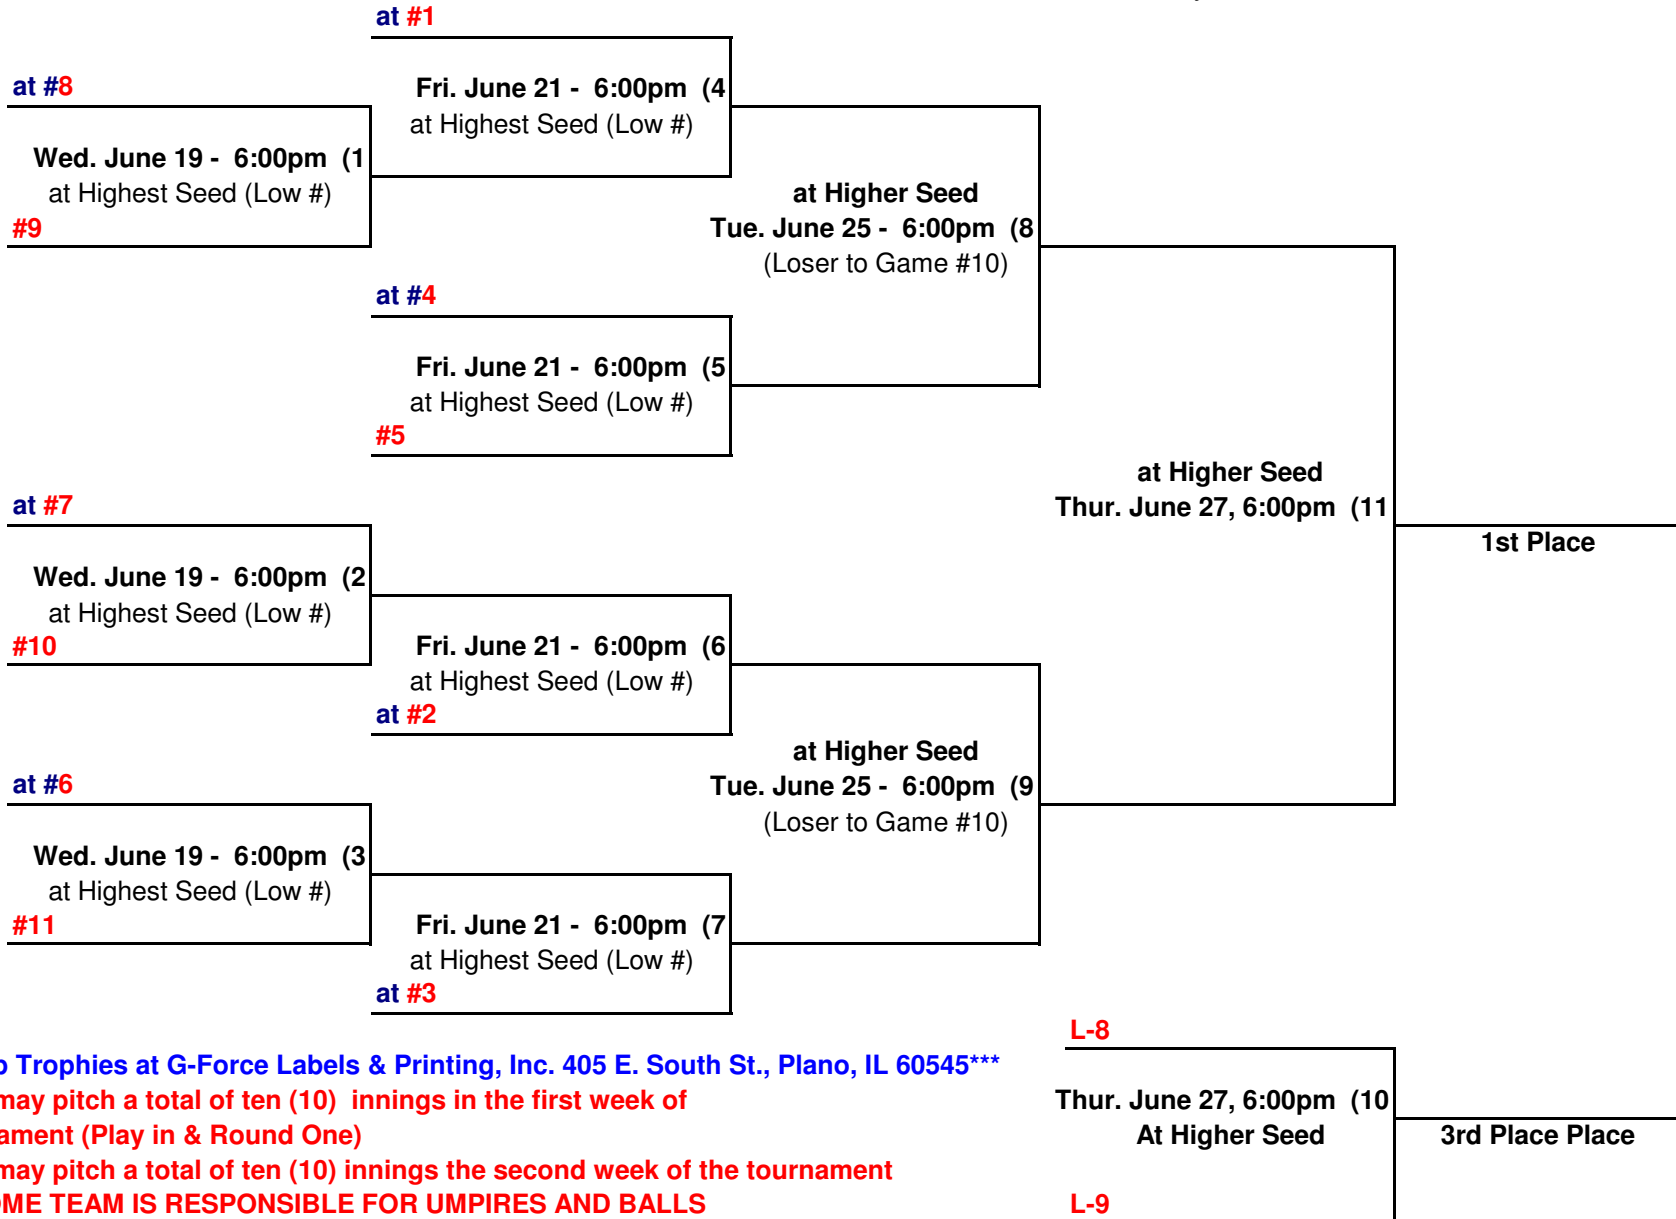 at #1
at #8
Fri. June 21 - 6:00pm (4
at Highest Seed (Low #)
Wed. June 19 - 6:00pm (1
at Highest Seed (Low #)
#9
at Higher Seed
Tue. June 25 - 6:00pm (8
(Loser to Game #10)
at #4
Fri. June 21 - 6:00pm (5
at Highest Seed (Low #)
#5
at Higher Seed
Thur. June 27, 6:00pm (11
1st Place
at #7
Wed. June 19 - 6:00pm (2
at Highest Seed (Low #)
#10
Fri. June 21 - 6:00pm (6
at Highest Seed (Low #)
at #2
at Higher Seed
Tue. June 25 - 6:00pm (9
(Loser to Game #10)
at #6
Wed. June 19 - 6:00pm (3
at Highest Seed (Low #)
#11
Fri. June 21 - 6:00pm (7
at Highest Seed (Low #)
at #3
L-8
Thur. June 27, 6:00pm (10
At Higher Seed
3rd Place Place
L-9
Trophies at G-Force Labels & Printing, Inc. 405 E. South St., Plano, IL 60545***
may pitch a total of ten (10) innings in the first week of
ament (Play in & Round One)
may pitch a total of ten (10) innings the second week of the tournament
ME TEAM IS RESPONSIBLE FOR UMPIRES AND BALLS